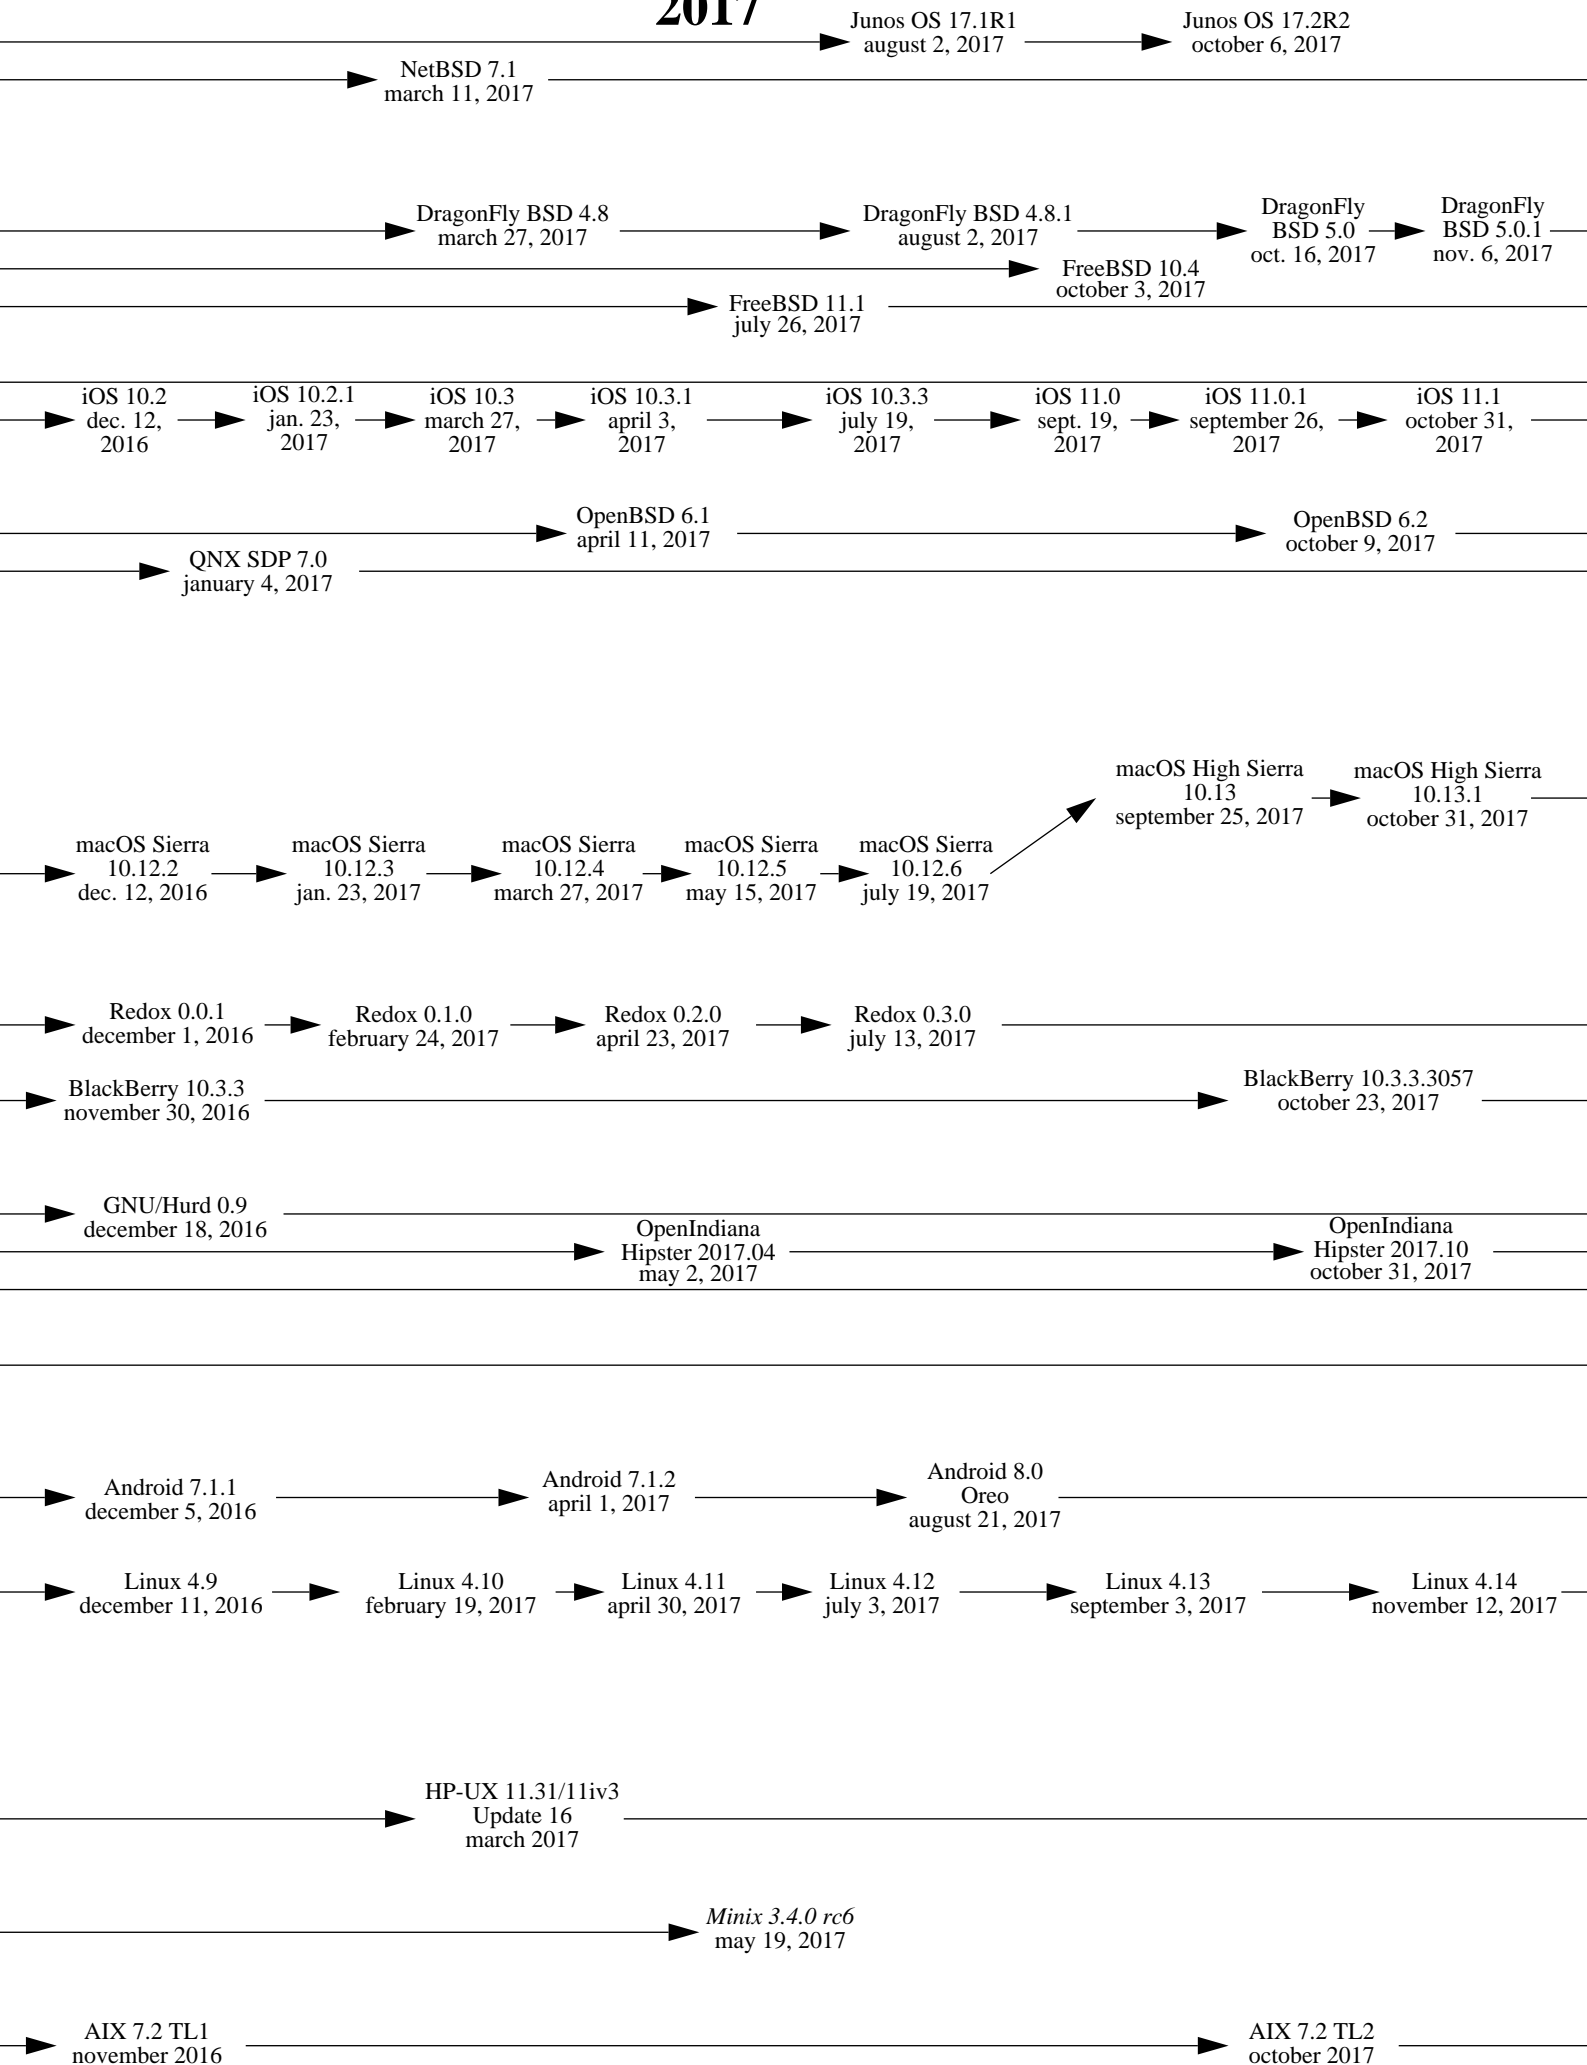 2017
Junos OS 17.1R1
august 2, 2017
Junos OS 17.2R2
october 6, 2017
NetBSD 7.1
march 11, 2017
DragonFly BSD 4.8
march 27, 2017
DragonFly BSD 4.8.1
august 2, 2017
DragonFly
BSD 5.0
oct. 16, 2017
DragonFly
BSD 5.0.1
nov. 6, 2017
FreeBSD 10.4
october 3, 2017
FreeBSD 11.1
july 26, 2017
iOS 10.2
dec. 12,
2016
iOS 10.2.1
jan. 23,
2017
iOS 10.3
march 27,
2017
iOS 10.3.1
april 3,
2017
iOS 10.3.3
july 19,
2017
iOS 11.0
sept. 19,
2017
iOS 11.0.1
september 26,
2017
iOS 11.1
october 31,
2017
OpenBSD 6.1
april 11, 2017
OpenBSD 6.2
october 9, 2017
QNX SDP 7.0
january 4, 2017
macOS High Sierra
10.13
september 25, 2017
macOS High Sierra
10.13.1
october 31, 2017
macOS Sierra
10.12.2
dec. 12, 2016
macOS Sierra
10.12.3
jan. 23, 2017
macOS Sierra
10.12.4
march 27, 2017
macOS Sierra
10.12.5
may 15, 2017
macOS Sierra
10.12.6
july 19, 2017
Redox 0.0.1
december 1, 2016
Redox 0.1.0
february 24, 2017
Redox 0.2.0
april 23, 2017
Redox 0.3.0
july 13, 2017
BlackBerry 10.3.3
november 30, 2016
BlackBerry 10.3.3.3057
october 23, 2017
GNU/Hurd 0.9
december 18, 2016
OpenIndiana
Hipster 2017.04
may 2, 2017
OpenIndiana
Hipster 2017.10
october 31, 2017
Android 7.1.1
december 5, 2016
Android 7.1.2
april 1, 2017
Android 8.0
Oreo
august 21, 2017
Linux 4.9
december 11, 2016
Linux 4.10
february 19, 2017
Linux 4.11
april 30, 2017
Linux 4.12
july 3, 2017
Linux 4.13
september 3, 2017
Linux 4.14
november 12, 2017
HP-UX 11.31/11iv3
Update 16
march 2017
Minix 3.4.0 rc6
may 19, 2017
AIX 7.2 TL1
november 2016
AIX 7.2 TL2
october 2017